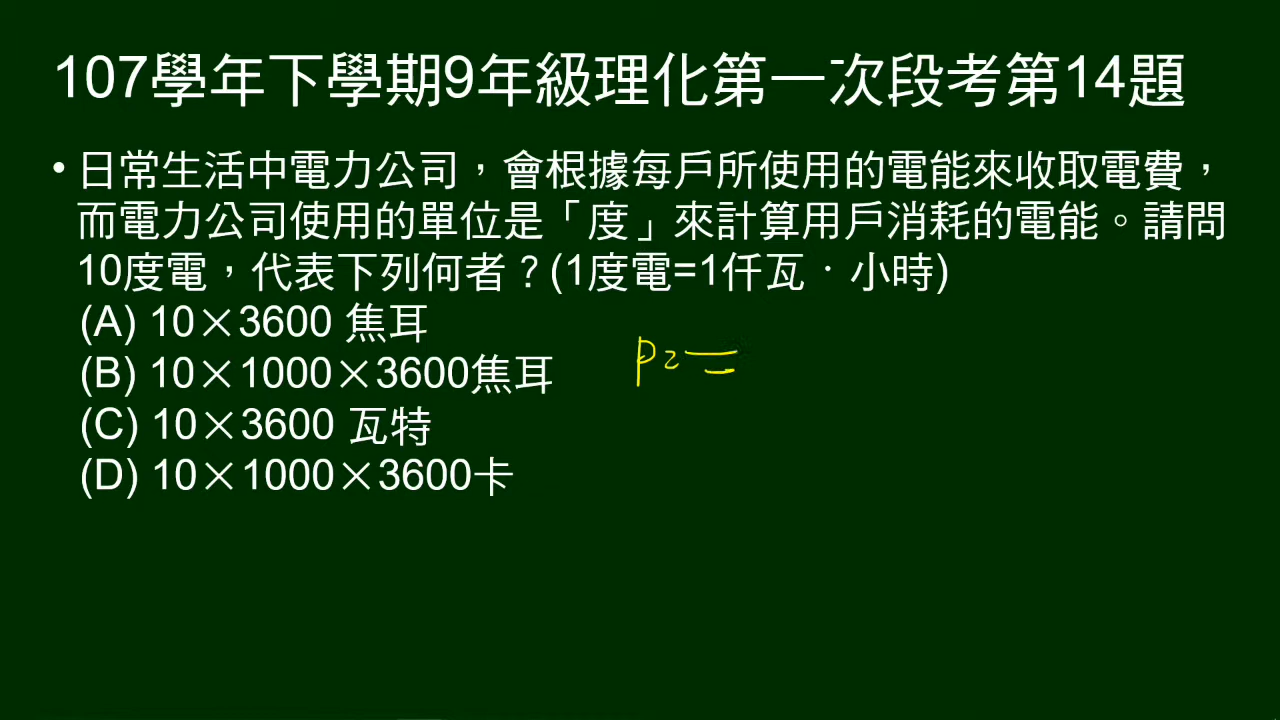 107學年下學期9年級理化第一次段考第14題
• 日常生活中電力公司，會根據每戶所使用的電能來收取電費，
而電力公司使用的單位是「度」來計算用戶消耗的電能。請問
10度電，代表下列何者？(1度電=1仟瓦．小時)
(A) 10×3600 焦耳
(B) 10×1000×3600焦耳
(C) 10×3600 瓦特
(D) 10×1000×3600卡
P=